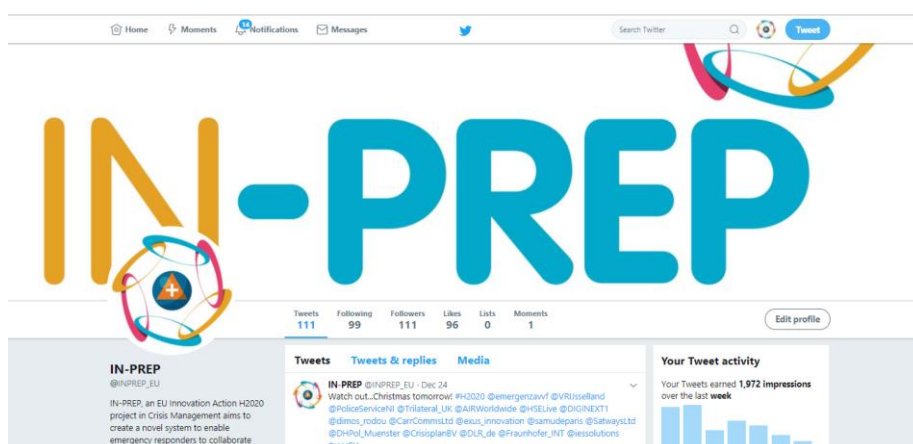 Home Moments 14 Notifications Messages Search Twitter Tweet
IN-PREP
Tweets Following Followers Likes Lists Moments
111 99 111 96 0 1
Edit profile
IN-PREP
@INPREP_EU
IN-PREP, an EU Innovation Action H2020
project in Crisis Management aims to
create a novel system to enable
emergency responders to collaborate
Tweets Tweets & replies Media
IN-PREP @INPREP_EU · Dec 24
Watch out...Christmas tomorrow! #H2020 @emergenzavvf @VRIJsselland
@PoliceServiceNI @Trilateral_UK @AIRWorldwide @HSELive @DIGINEXT1
@dimos_rodou @CarrCommsLtd @exus_innovation @samudeparis @SatwaysLtd
@DHPol_Muenster @CrisisplanBV @DLR_de @Fraunhofer_INT @iessolutions
Your Tweet activity
Your Tweets earned 1,972 impressions
over the last week